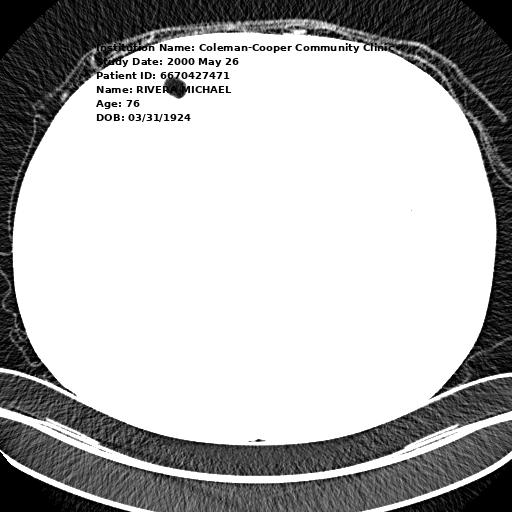 Institution Name: Coleman-Cooper Community Clinic
Study Date: 2000 May 26
Patient ID: 6670427471
Name: RIVERA MICHAEL
Age: 76
DOB: 03/31/1924